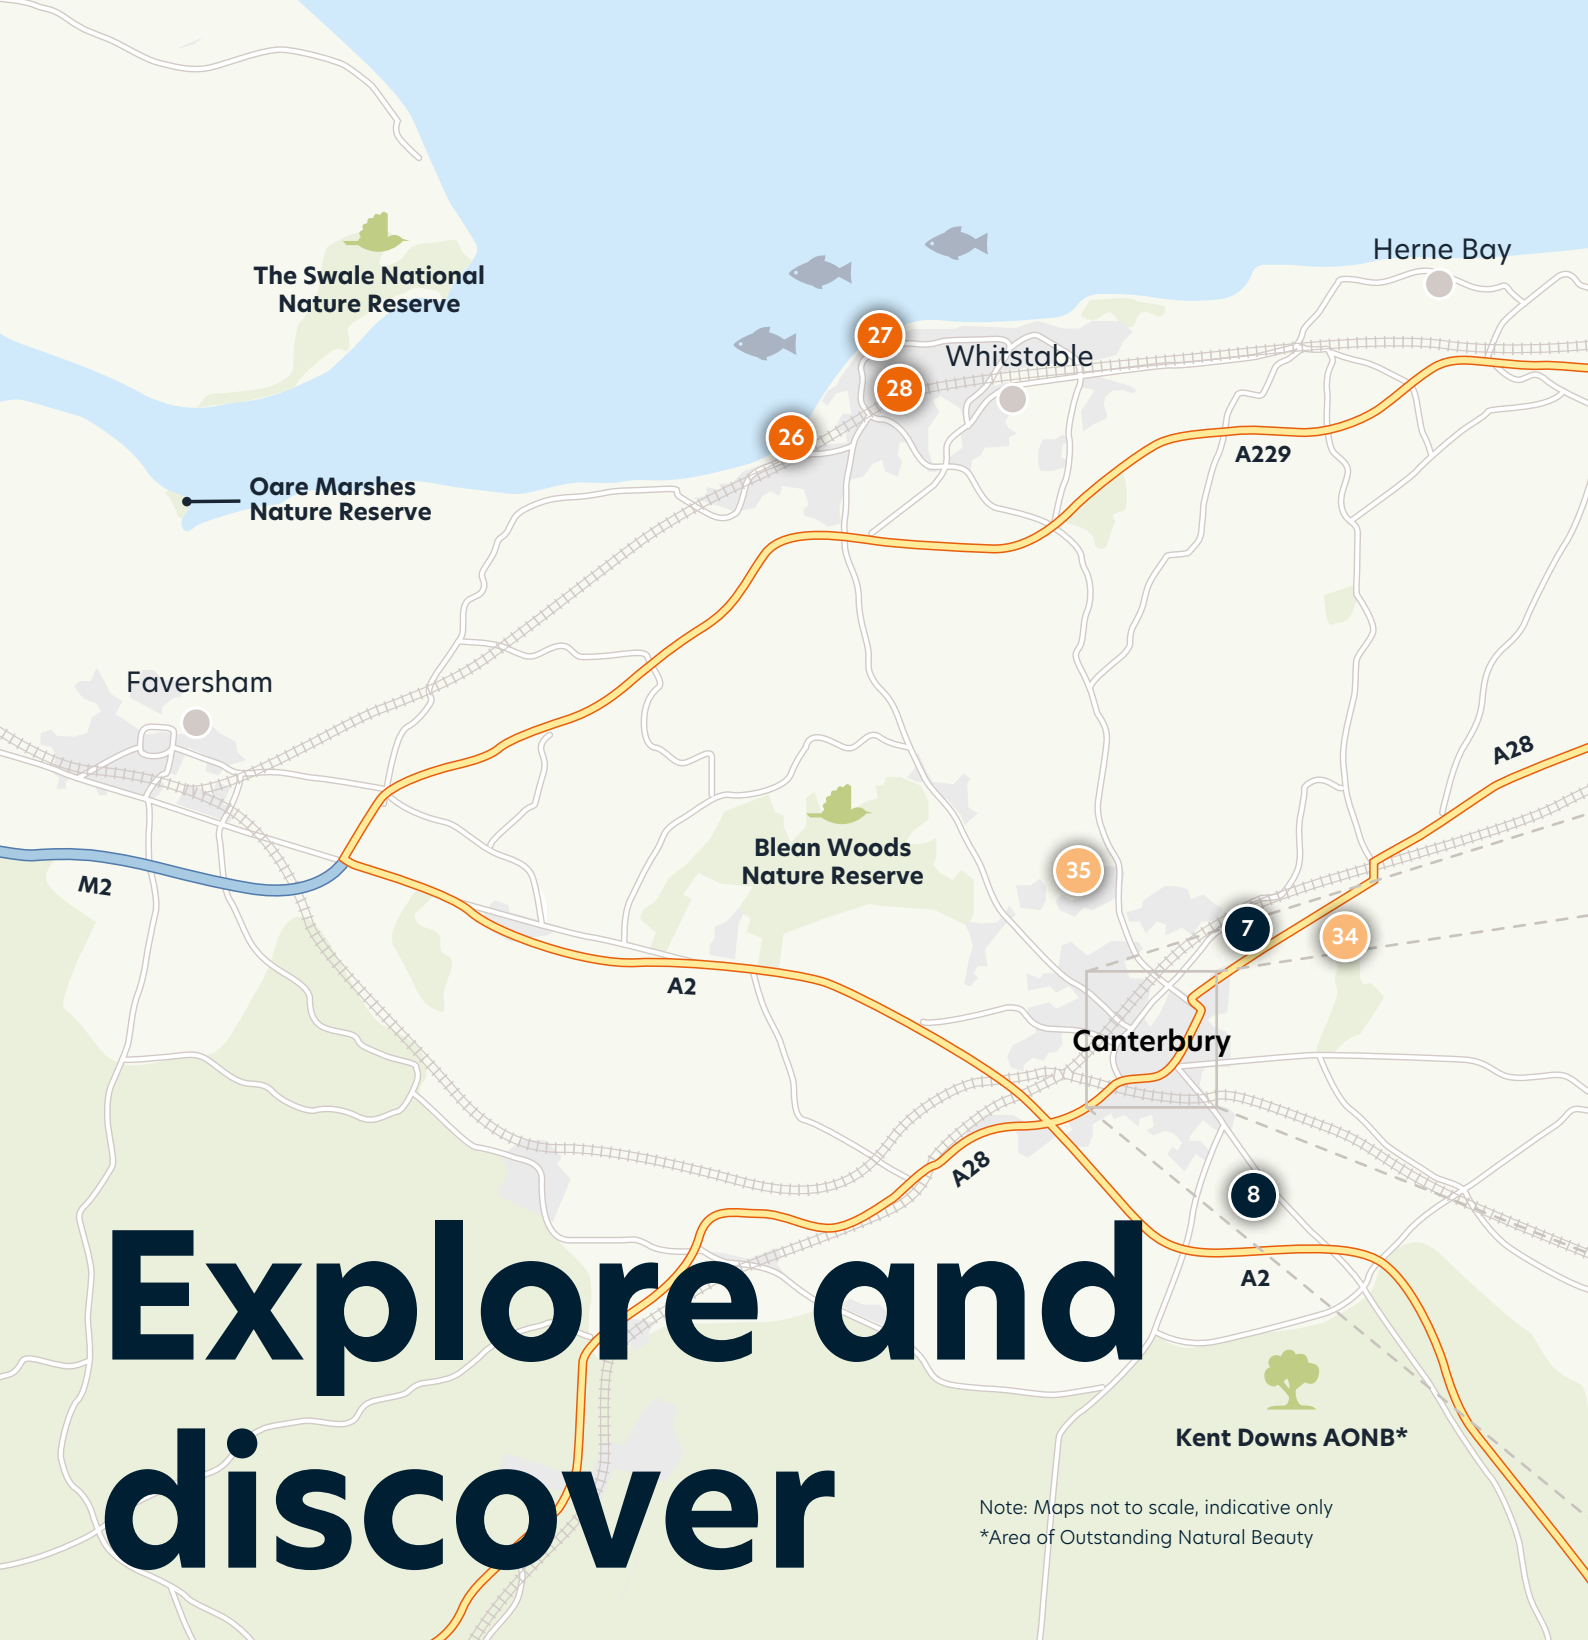 Herne Bay
The Swale National
Nature Reserve
27
Whitstable
28
26
A229
Oare Marshes
Nature Reserve
Faversham
A28
M2
Blean Woods
Nature Reserve
35
7
34
A2
Canterbury
A28
8
A2
Explore and
discover
Kent Downs AONB*
Note: Maps not to scale, indicative only
*Area of Outstanding Natural Beauty